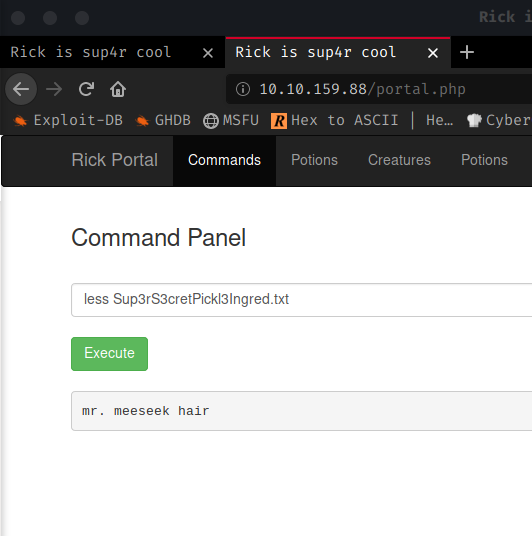 Rick is
Rick is sup4r cool × Rick is sup4r cool × +
10.10.159.88/portal.php
Exploit-DB GHDB MSFU Hex to ASCII | He… Cyber
Rick Portal Commands Potions Creatures Potions
Command Panel
less Sup3rS3cretPickl3Ingred.txt
Execute
mr. meeseek hair